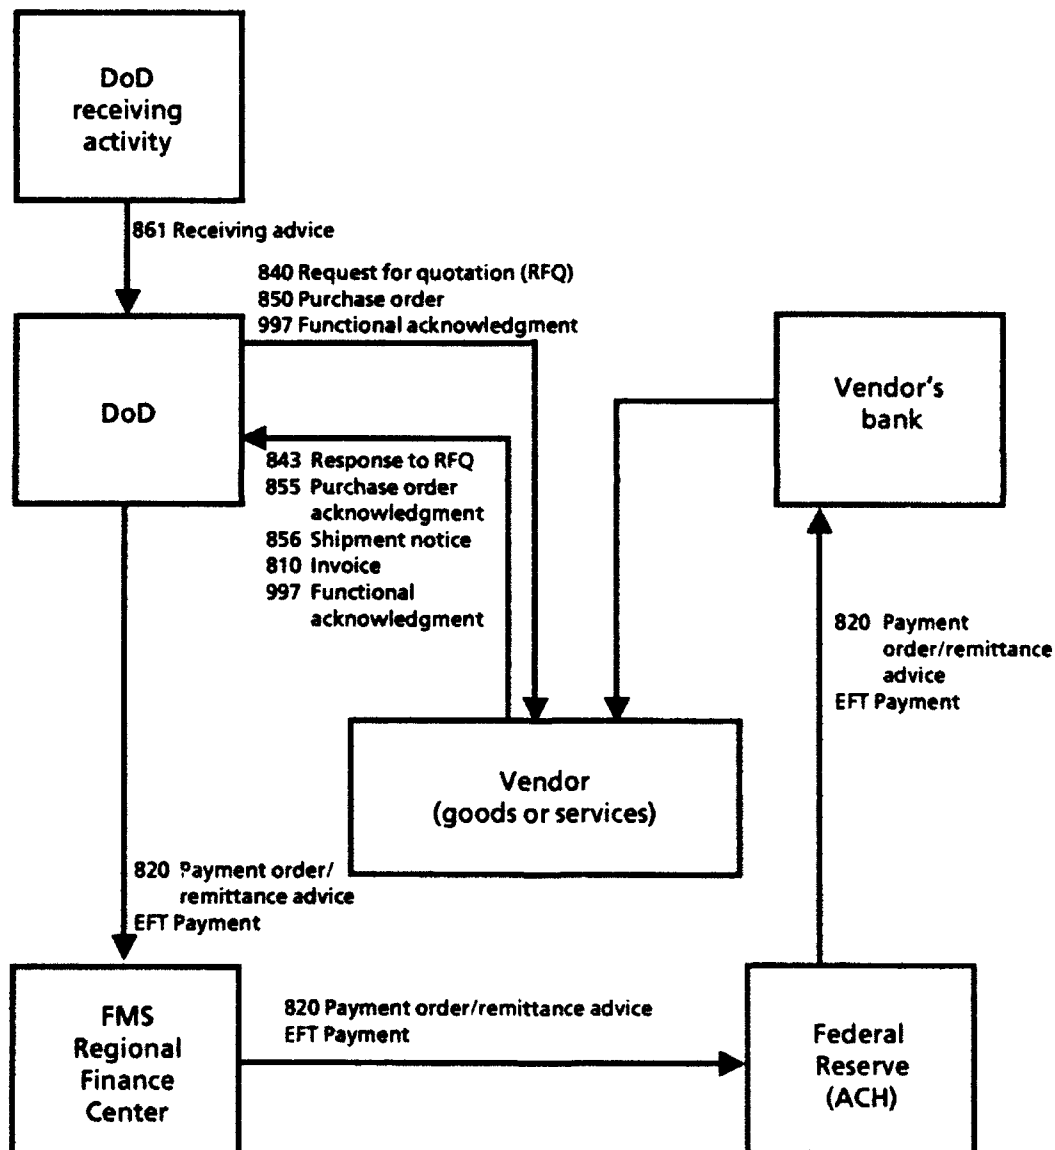 DoD
receiving
activity
861 Receiving advice
840 Request for quotation (RFQ)
850 Purchase order
997 Functional acknowledgment
DoD
Vendor's
bank
843 Response to RFQ
855 Purchase order
acknowledgment
856 Shipment notice
810 Invoice
997 Functional
acknowledgment
820 Payment
order/remittance
advice
EFT Payment
Vendor
(goods or services)
820 Payment order/
remittance advice
EFT Payment
FMS
Regional
Finance
Center
820 Payment order/remittance advice
EFT Payment
Federal
Reserve
(ACH)